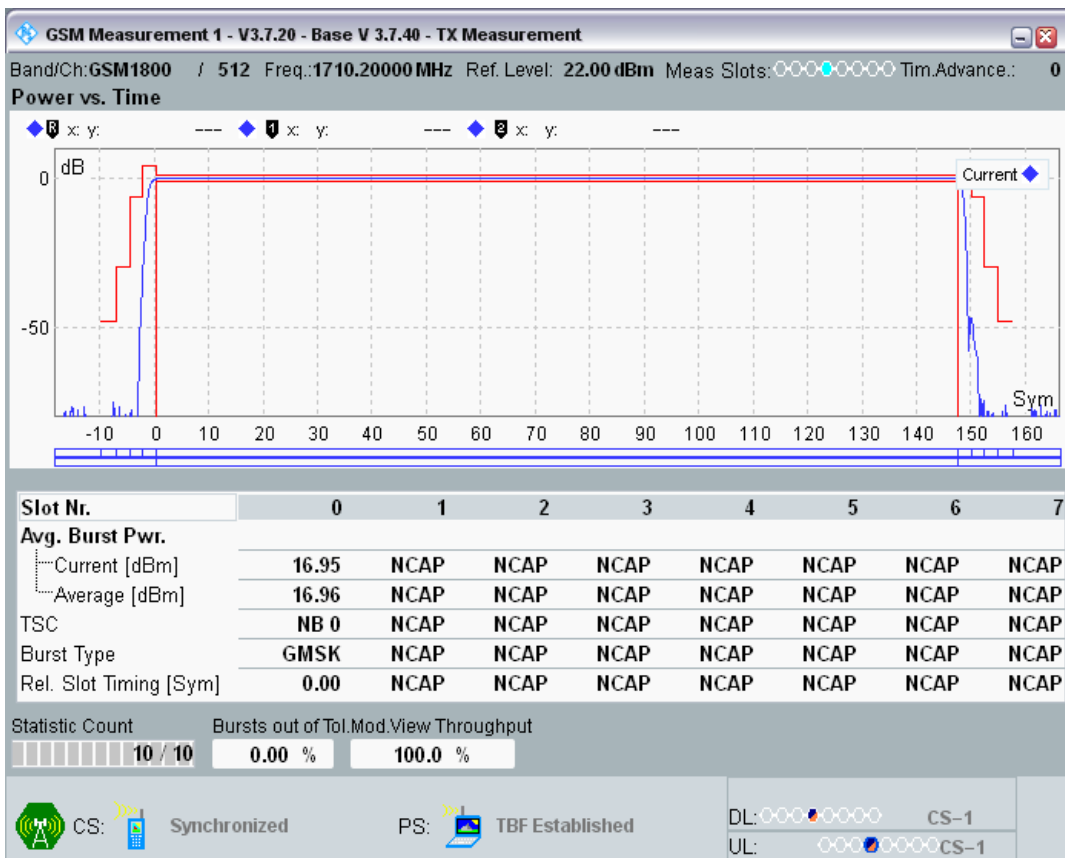 GSM Measurement 1 - V3.7.20 - Base V 3.7.40 - TX Measurement
Band/Ch:GSM1800 / 512 Freq.:1710.20000 MHz Ref. Level: 22.00 dBm Meas Slots: Tim.Advance.: 0
Power vs. Time
R x: y: --- 1 x: y: --- 2 x: y: ---
dB
0
Current
-50
Sym
-10 0 10 20 30 40 50 60 70 80 90 100 110 120 130 140 150 160
Slot Nr. 0 1 2 3 4 5 6 7
Avg. Burst Pwr.
Current [dBm] 16.95 NCAP NCAP NCAP NCAP NCAP NCAP NCAP
Average [dBm] 16.96 NCAP NCAP NCAP NCAP NCAP NCAP NCAP
TSC NB 0 NCAP NCAP NCAP NCAP NCAP NCAP NCAP
Burst Type GMSK NCAP NCAP NCAP NCAP NCAP NCAP NCAP
Rel. Slot Timing [Sym] 0.00 NCAP NCAP NCAP NCAP NCAP NCAP NCAP
Statistic Count Bursts out of Tol.Mod.View Throughput
10 / 10 0.00 % 100.0 %
CS: Synchronized PS: TBF Established DL: CS-1
UL: CS-1